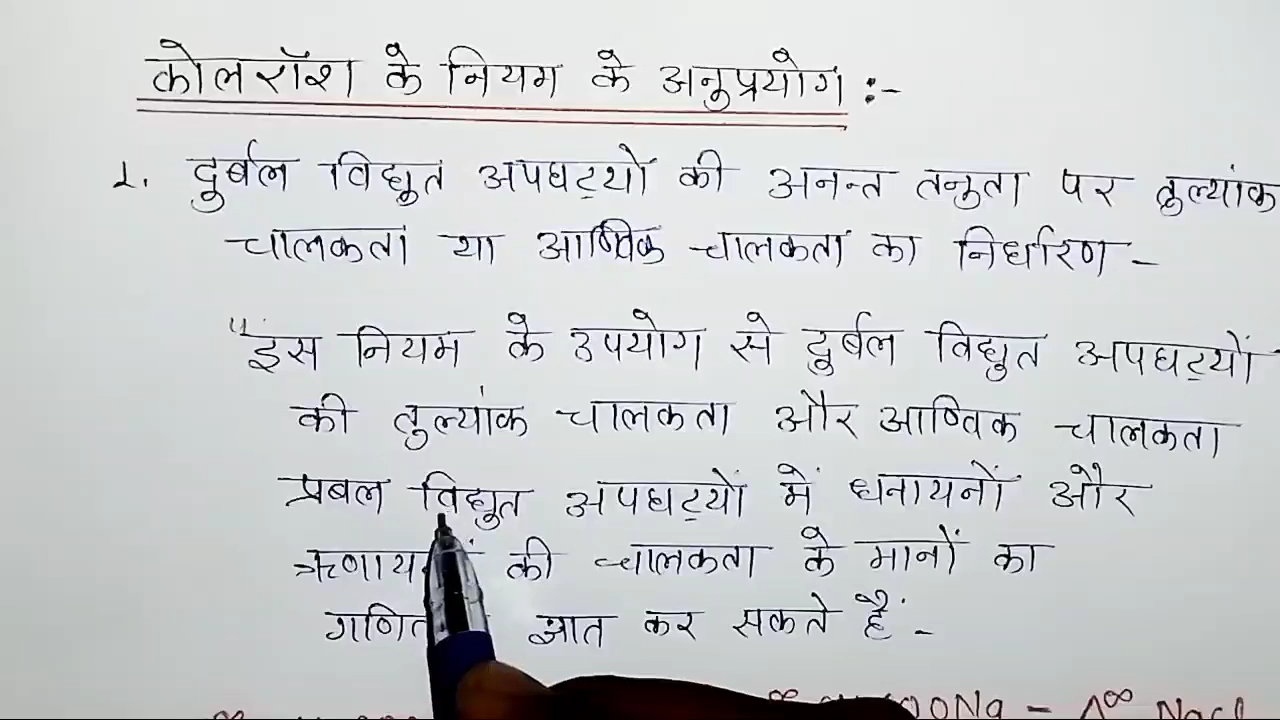 कोलरॉश के नियम के अनुप्रयोग :-
1. दुर्बल विद्युत अपघट्यों की अनन्त तनुता पर तुल्यांक
चालकता या आण्विक चालकता का निर्धारण -
"इस नियम के उपयोग से दुर्बल विद्युत अपघट्यों
की तुल्यांक चालकता और आण्विक चालकता
प्रबल विद्युत अपघट्यों में धनायनों और
की चालकता के मानों का
ज्ञात कर सकते हैं -